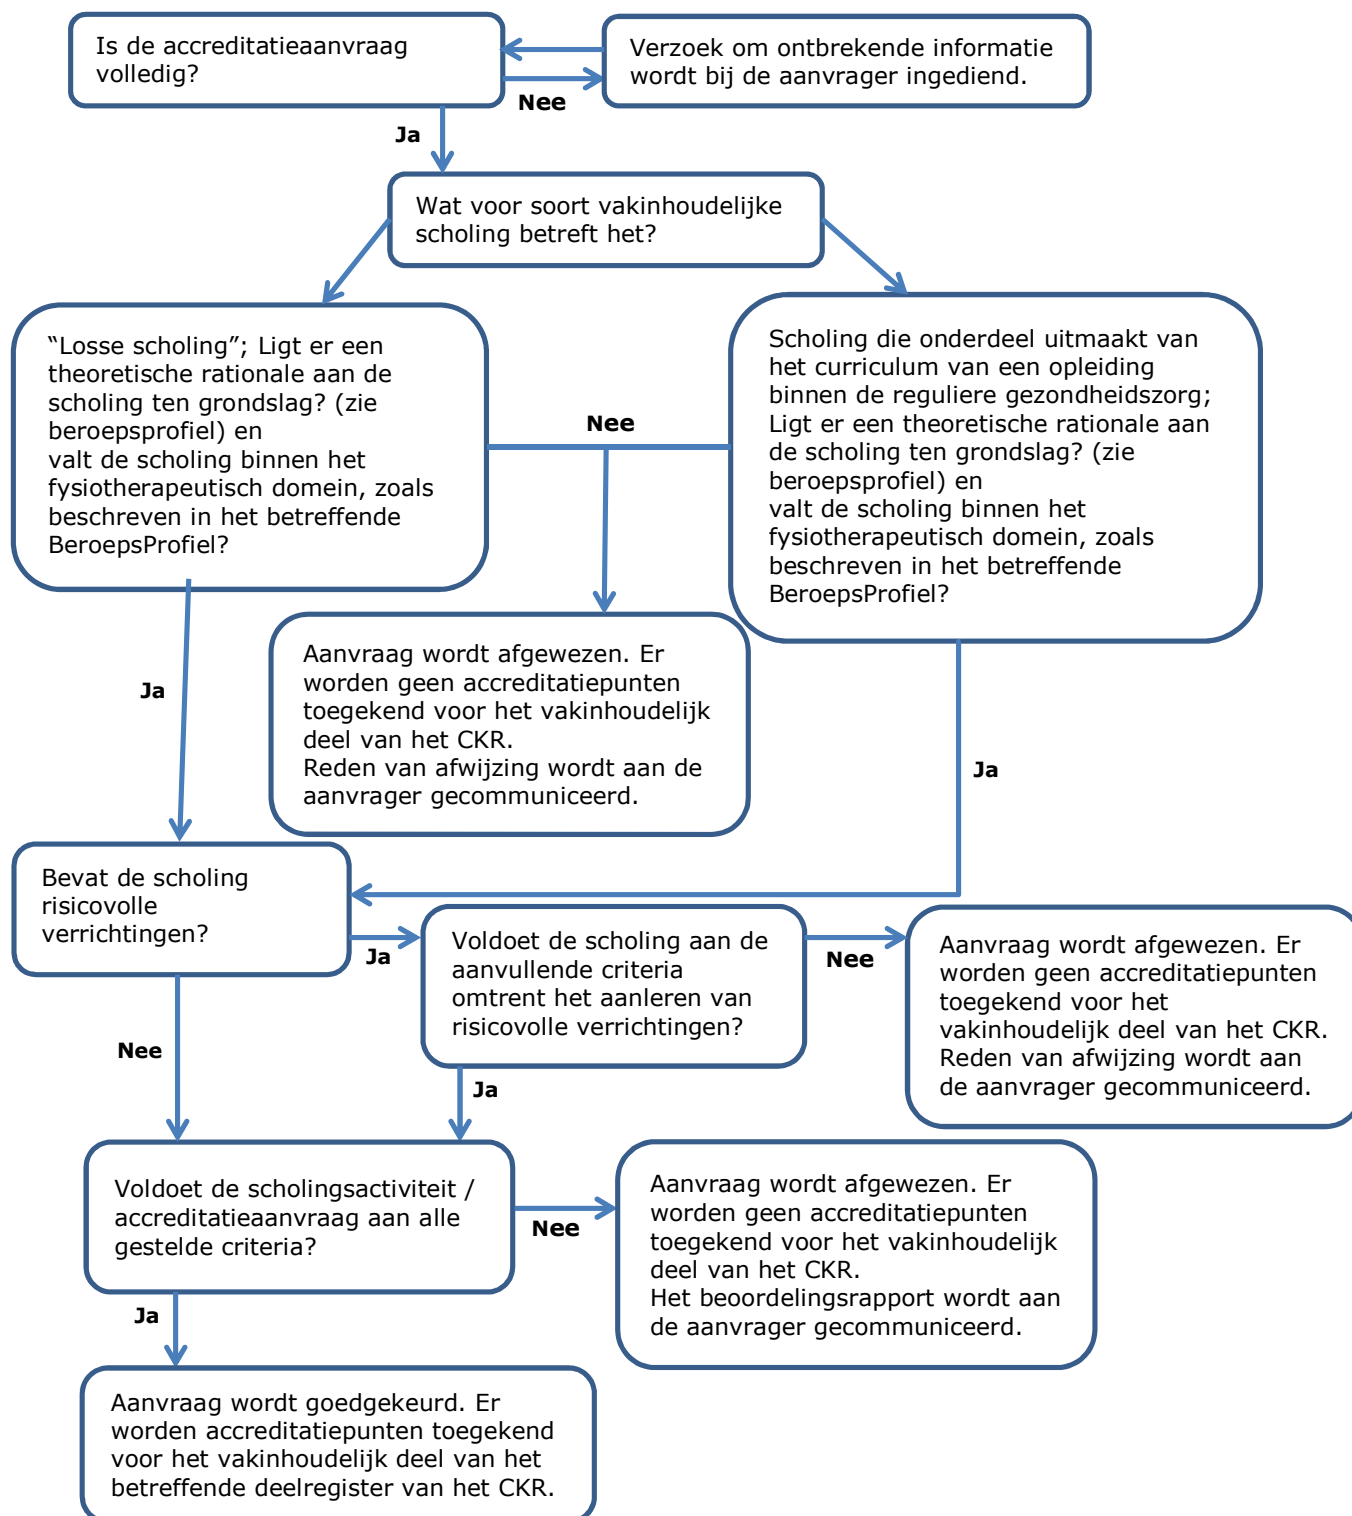 Is de accreditatieaanvraag
volledig?
Verzoek om ontbrekende informatie
wordt bij de aanvrager ingediend.
Nee
Ja
Wat voor soort vakinhoudelijke
scholing betreft het?
“Losse scholing”; Ligt er een
theoretische rationale aan de
scholing ten grondslag? (zie
beroepsprofiel) en
valt de scholing binnen het
fysiotherapeutisch domein, zoals
beschreven in het betreffende
BeroepsProfiel?
Nee
Scholing die onderdeel uitmaakt van
het curriculum van een opleiding
binnen de reguliere gezondheidszorg;
Ligt er een theoretische rationale aan
de scholing ten grondslag? (zie
beroepsprofiel) en
valt de scholing binnen het
fysiotherapeutisch domein, zoals
beschreven in het betreffende
BeroepsProfiel?
Aanvraag wordt afgewezen. Er
worden geen accreditatiepunten
toegekend voor het vakinhoudelijk
deel van het CKR.
Reden van afwijzing wordt aan de
aanvrager gecommuniceerd.
Ja
Ja
Bevat de scholing
risicovolle
verrichtingen?
Ja
Voldoet de scholing aan de
aanvullende criteria
omtrent het aanleren van
risicovolle verrichtingen?
Nee
Aanvraag wordt afgewezen. Er
worden geen accreditatiepunten
toegekend voor het
vakinhoudelijk deel van het CKR.
Reden van afwijzing wordt aan
de aanvrager gecommuniceerd.
Nee
Ja
Voldoet de scholingsactiviteit /
accreditatieaanvraag aan alle
gestelde criteria?
Nee
Aanvraag wordt afgewezen. Er
worden geen accreditatiepunten
toegekend voor het vakinhoudelijk
deel van het CKR.
Het beoordelingsrapport wordt aan
de aanvrager gecommuniceerd.
Ja
Aanvraag wordt goedgekeurd. Er
worden accreditatiepunten toegekend
voor het vakinhoudelijk deel van het
betreffende deelregister van het CKR.